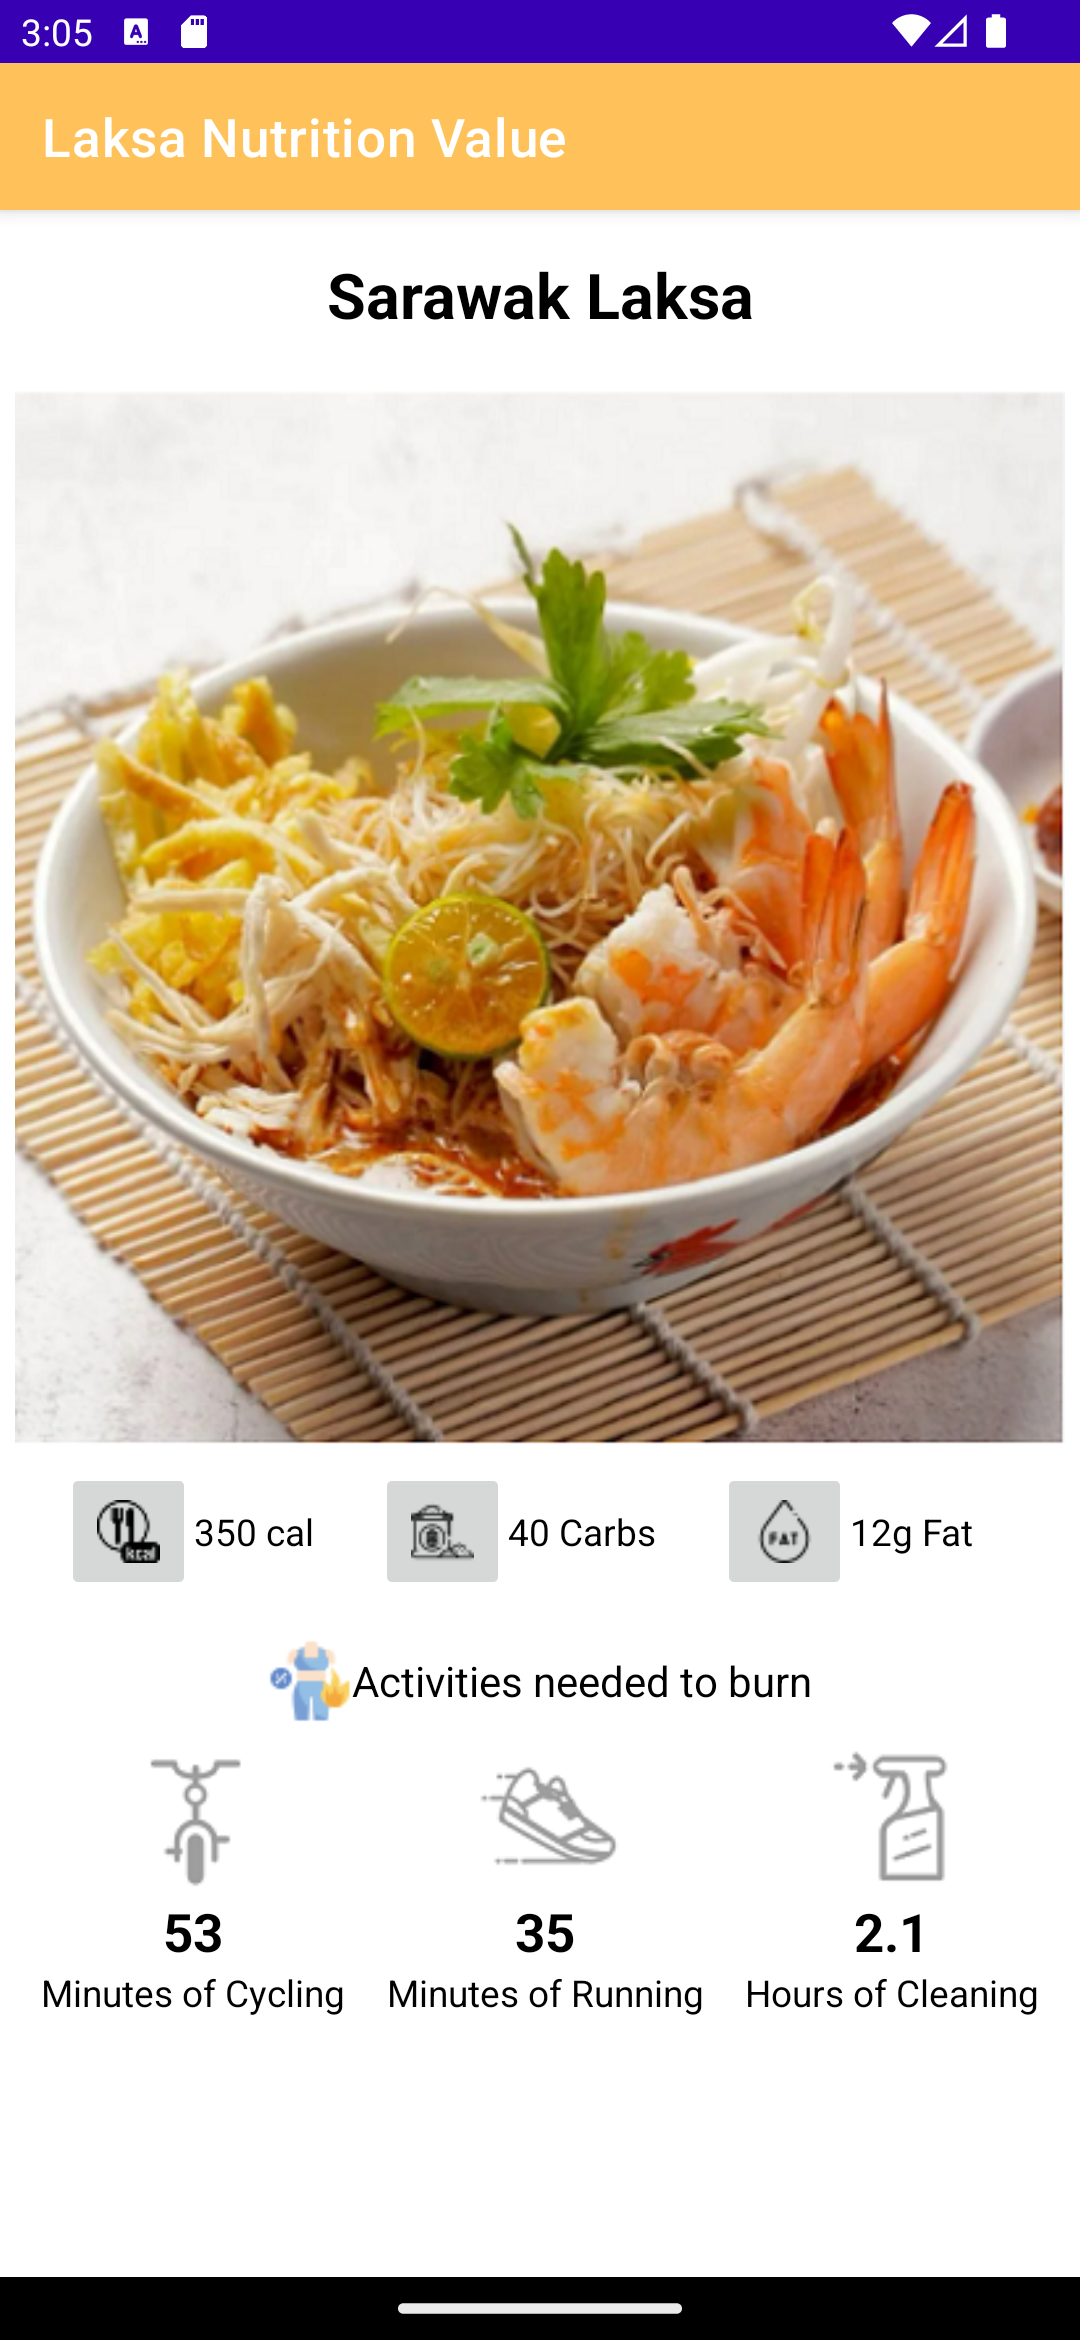 3:05
Laksa Nutrition Value
Sarawak Laksa
kcal 350 cal 40 Carbs FAT 12g Fat
Activities needed to burn
53 35 2.1
Minutes of Cycling Minutes of Running Hours of Cleaning